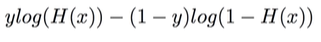 ylog(H(x)) − (1 − y)log(1 − H(x))